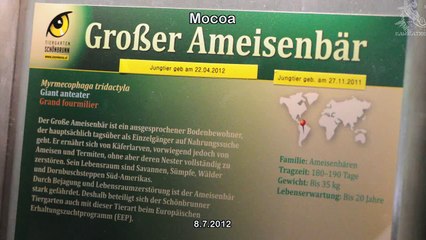 Mocoa
TIERGARTEN
SCHÖNBRUNN
Großer Ameisenbär
Jungtier geb am 22.04.2012
Jungtier geb. am 27.11.2011
Myrmecophaga tridactyla
Giant anteater
Grand fourmilier
Der Große Ameisenbär ist ein ausgesprochener Bodenbewohner,
der hauptsächlich tagsüber als Einzelgänger auf Nahrungssuche
geht. Er ernährt sich von Käferlarven, vorwiegend jedoch von
Ameisen und Termiten, ohne aber deren Nester vollständig zu
zerstören. Sein Lebensraum sind Savannen, Sümpfe, Wälder
und Dornbuschsteppen Süd-Amerikas.
Durch Bejagung und Lebensraumzerstörung ist der Ameisenbär
stark gefährdet. Deshalb beteiligt sich der Schönbrunner
Tiergarten auch mit dieser Tierart beim Europäischen
Erhaltungszuchtprogramm (EEP).
Familie: Ameisenbären
Tragzeit: 180-190 Tage
Gewicht: Bis 35 kg
Lebenserwartung: Bis 20 Jahre
8.7.2012